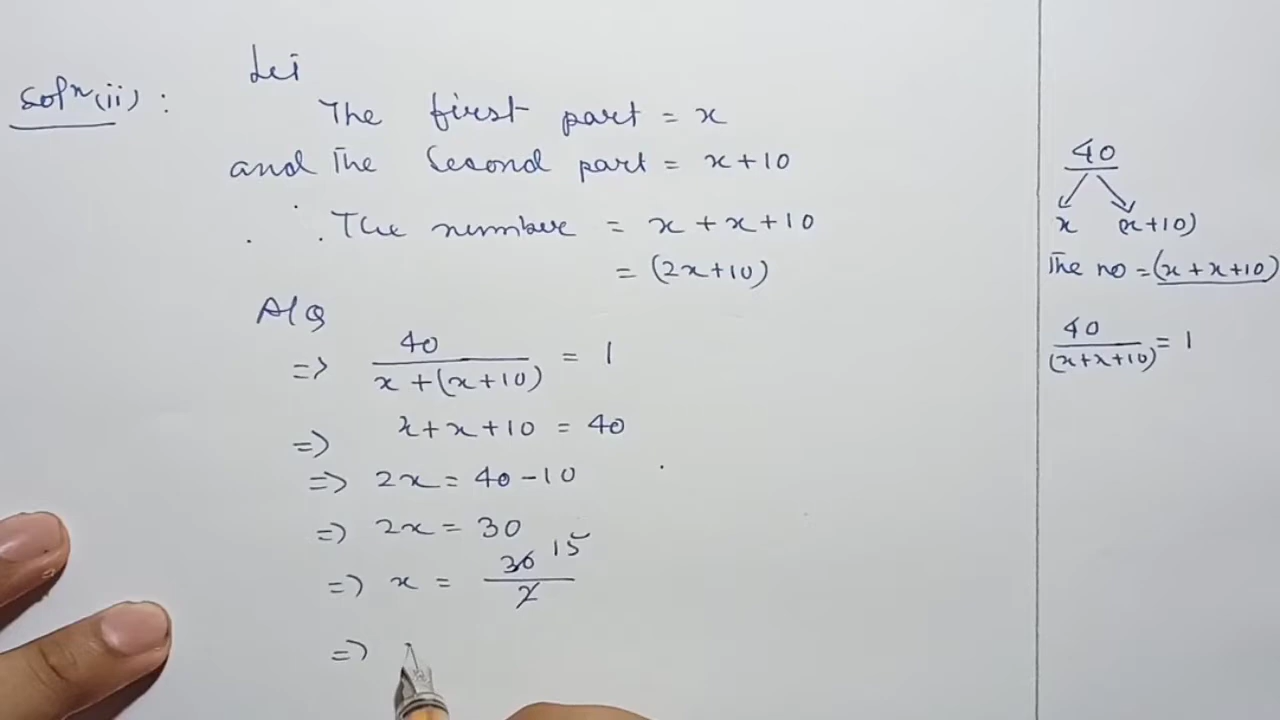 Solⁿ(ii) :
Let
The first part = x
and The Second part = x+10
∴ The number = x + x + 10
= (2x+10)
A/Q
=> 40/(x+(x+10)) = 1
=> x+x+10 = 40
=> 2x = 40-10
=> 2x = 30
=> x = 30/2 15
=>
40
x (x+10)
The no = (x+x+10)
40/(x+x+10) = 1